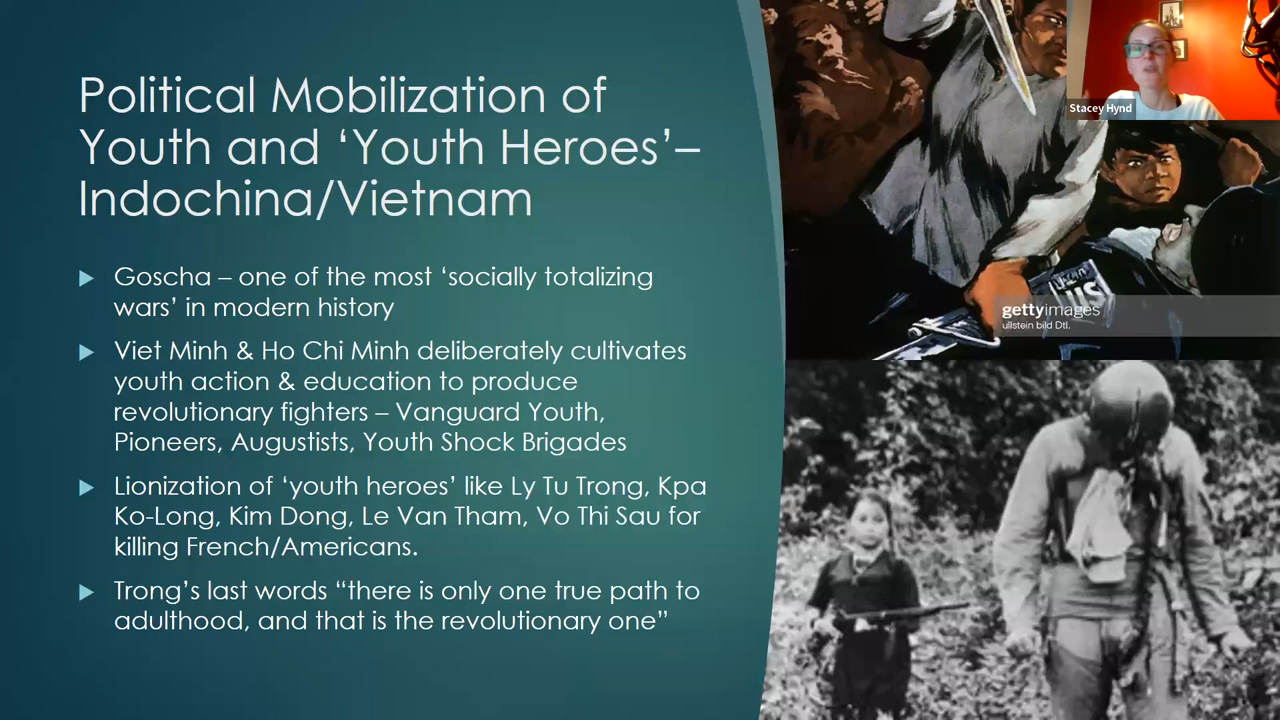 Political Mobilization of
Youth and ‘Youth Heroes’–
Indochina/Vietnam
Goscha – one of the most ‘socially totalizing
wars’ in modern history
Viet Minh & Ho Chi Minh deliberately cultivates
youth action & education to produce
revolutionary fighters – Vanguard Youth,
Pioneers, Augustists, Youth Shock Brigades
Lionization of ‘youth heroes’ like Ly Tu Trong, Kpa
Ko-Long, Kim Dong, Le Van Tham, Vo Thi Sau for
killing French/Americans.
Trong’s last words “there is only one true path to
adulthood, and that is the revolutionary one”
Stacey Hynd
US
gettyimages
ullstein bild Dtl.